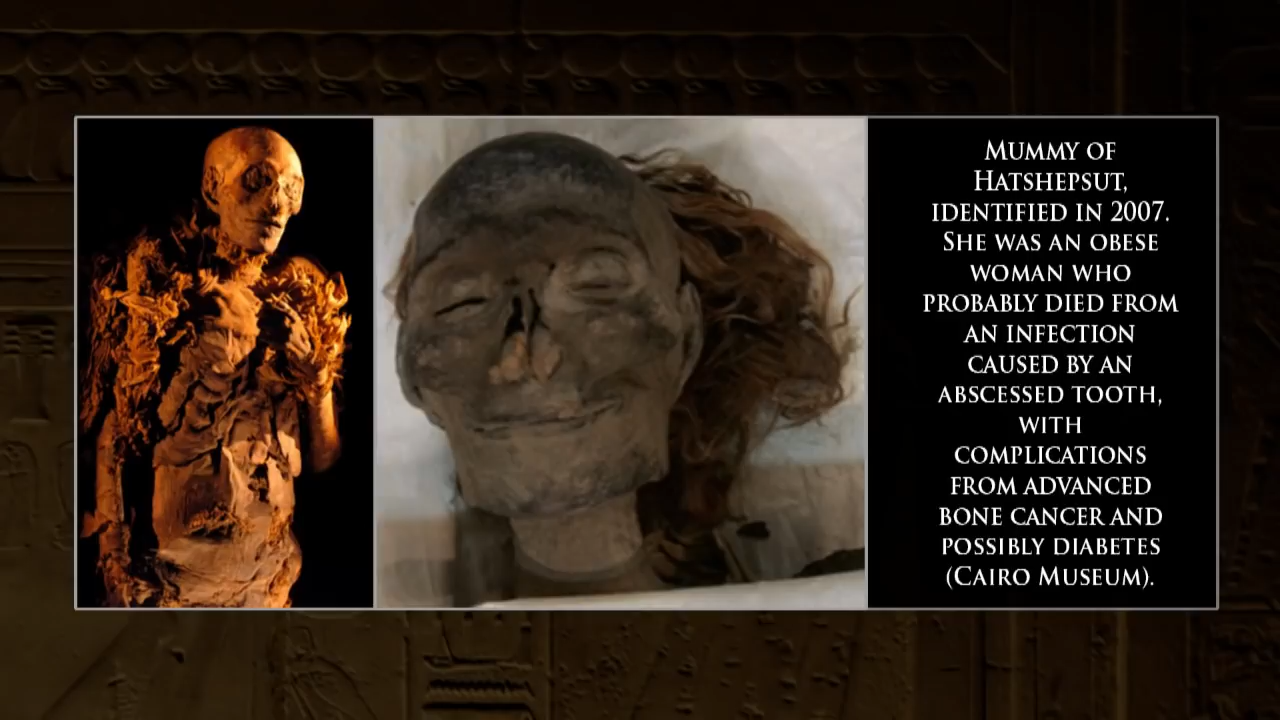 Mummy of
Hatshepsut,
identified in 2007.
She was an obese
woman who
probably died from
an infection
caused by an
abscessed tooth,
with
complications
from advanced
bone cancer and
possibly diabetes
(Cairo Museum).